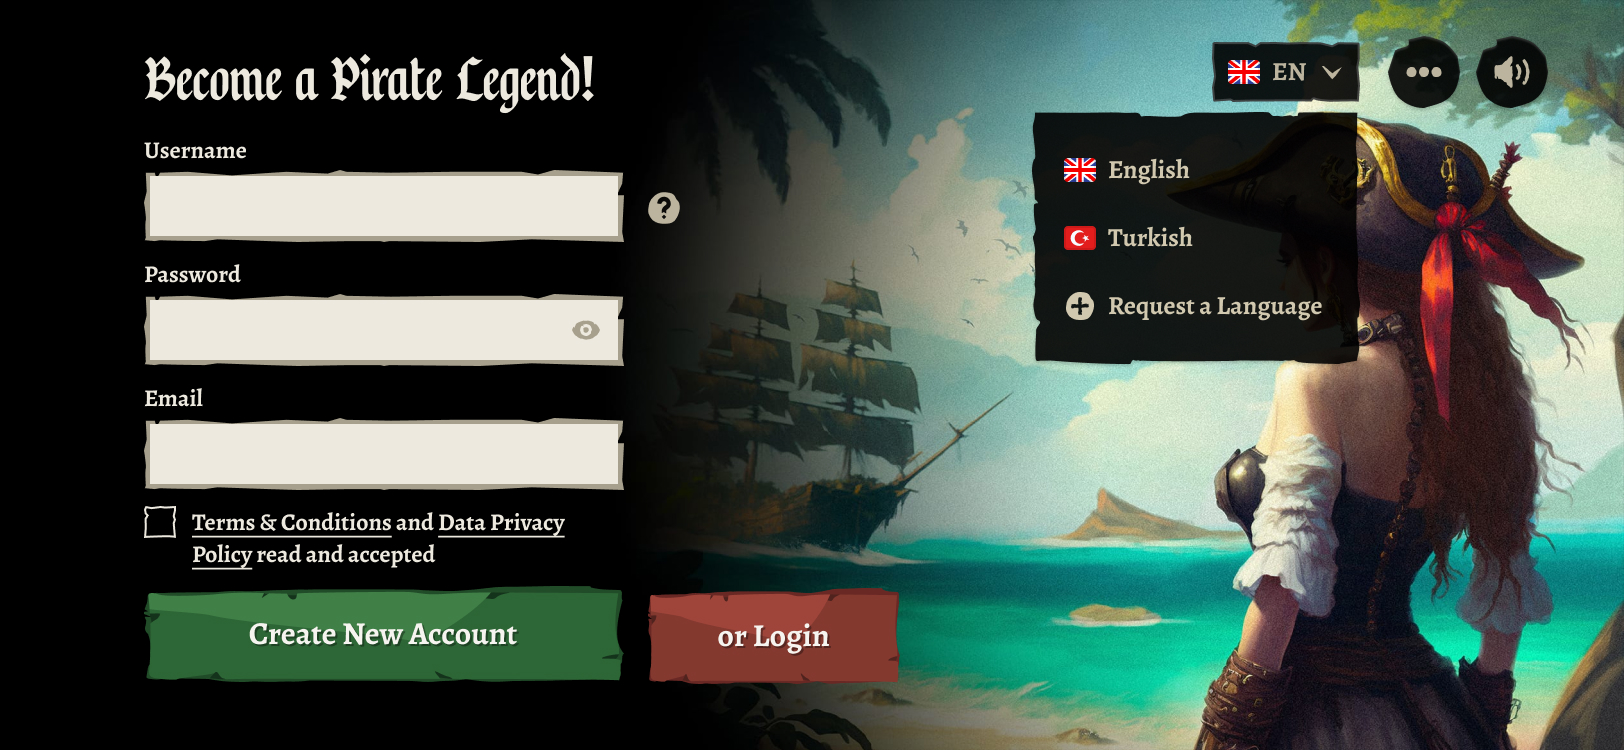 Become a Pirate Legend!
EN
Username
English
Turkish
Password
Request a Language
Email
Terms & Conditions and Data Privacy
Policy read and accepted
Create New Account
or Login